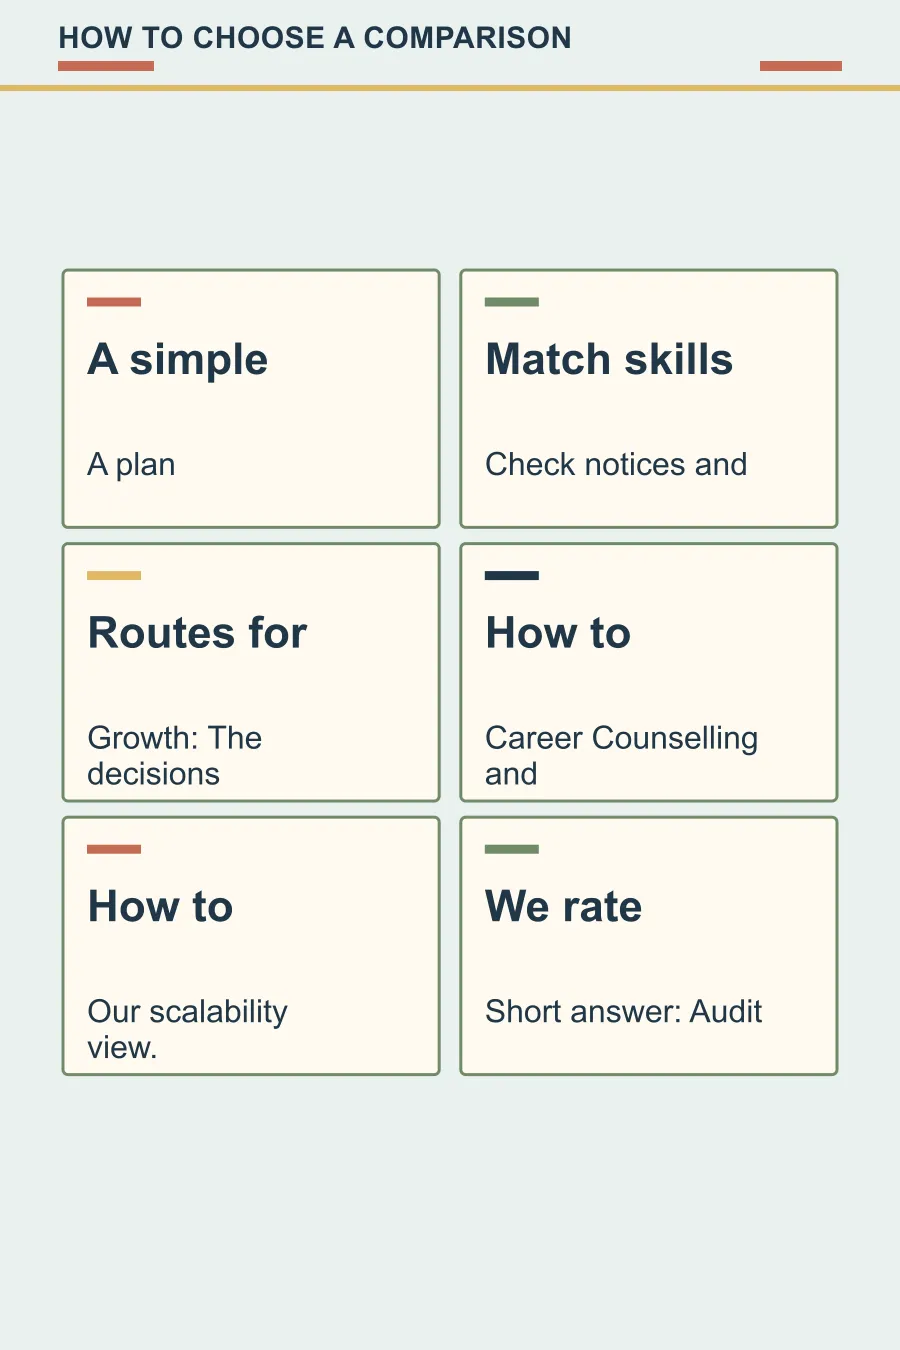 HOW TO CHOOSE A COMPARISON
A simple
A plan
Match skills
Check notices and
Routes for
Growth: The
decisions
How to
Career Counselling
and
How to
Our scalability
view.
We rate
Short answer: Audit